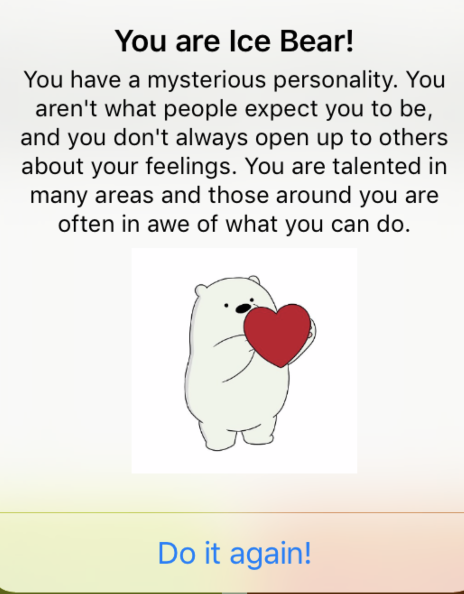 You are Ice Bear!
You have a mysterious personality. You
aren't what people expect you to be,
and you don't always open up to others
about your feelings. You are talented in
many areas and those around you are
often in awe of what you can do.
Do it again!